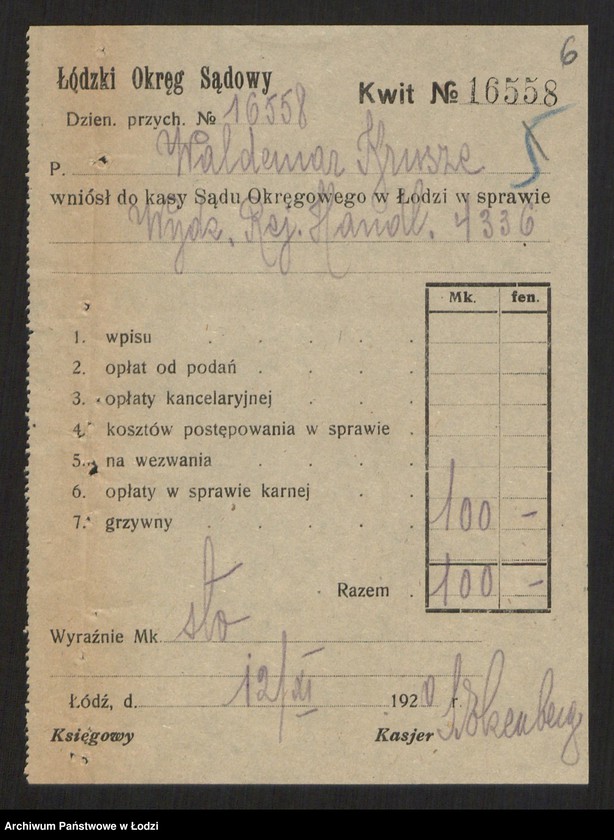 6
Łódzki Okręg Sądowy
Kwit № 16558
Dzien. przych. № 16558
5
P. Waldemar Krusze
wniósł do kasy Sądu Okręgowego w Łodzi w sprawie
Wydz. Rej. Handl. 4336
Mk. fen.
1. wpisu
2. opłat od podań
3. opłaty kancelaryjnej
4. kosztów postępowania w sprawie
5. na wezwania
6. opłaty w sprawie karnej
7. grzywny 100 –
Razem 100 –
Wyraźnie Mk. sto
Łódź, d. 12/XI 1920 r.
Księgowy Kasjer
Archiwum Państwowe w Łodzi